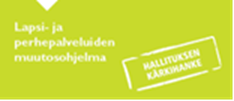 Lapsi- ja
perhepalveluiden
muutosohjelma
HALLITUKSEN
KÄRKIHANKE